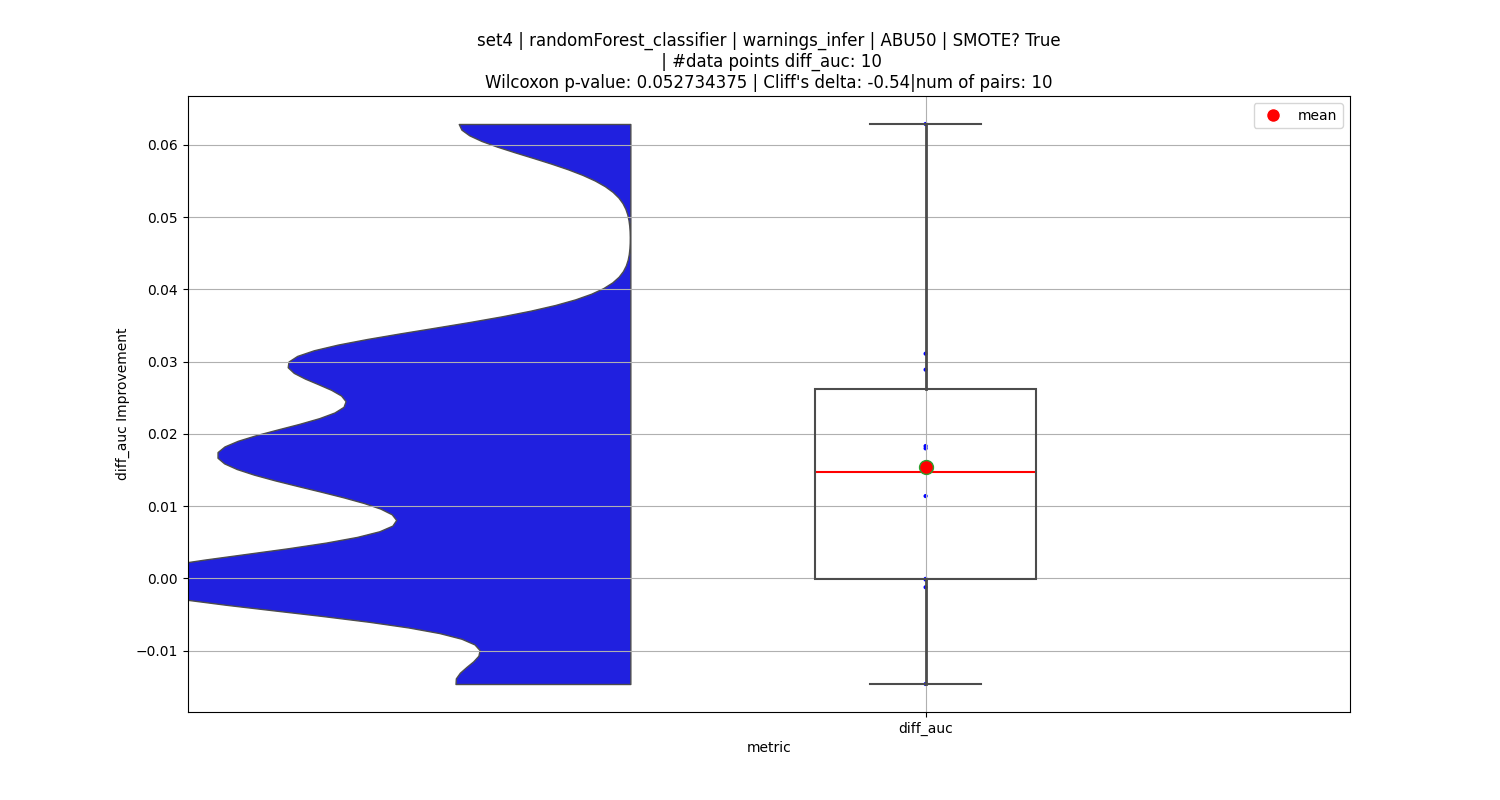 set4 | randomForest_classifier | warnings_infer | ABU50 | SMOTE? True
| #data points diff_auc: 10
Wilcoxon p-value: 0.052734375 | Cliff's delta: -0.54|num of pairs: 10
mean
0.06
0.05
0.04
0.03
0.02
0.01
0.00
−0.01
diff_auc Improvement
diff_auc
metric